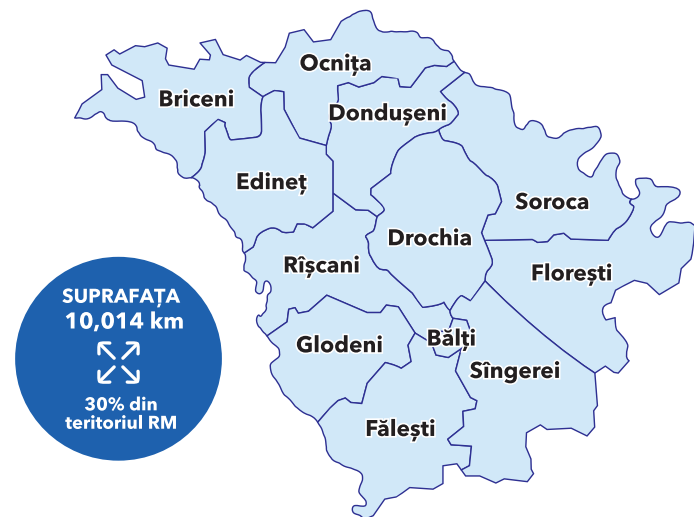 Ocnița
Briceni
Dondușeni
Edineț
Soroca
Drochia
Rîșcani
Florești
SUPRAFAȚA
10,014 km
30% din
teritoriul RM
Glodeni
Bălți
Sîngerei
Fălești